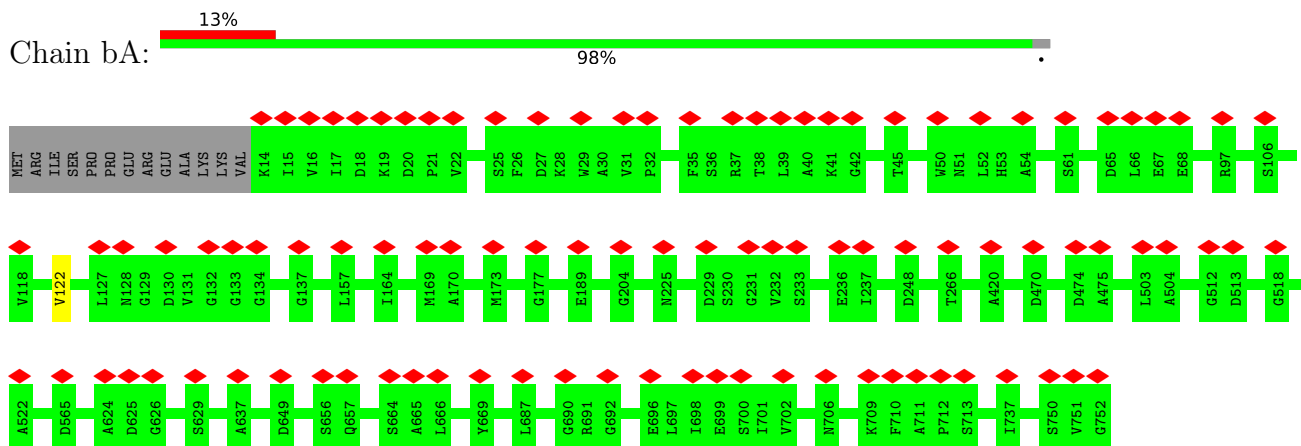 13%
Chain bA:
98%
•
MET ARG ILE SER PRO PRO GLU ARG GLU ALA LYS LYS VAL K14 I15 V16 I17 D18 K19 D20 P21 V22 S25 F26 D27 K28 W29 A30 V31 P32 F35 S36 R37 T38 L39 A40 K41 G42 T45 W50 N51 L52 H53 A54 S61 D65 L66 E67 E68 R97 S106
V118 V122 L127 N128 G129 D130 V131 G132 G133 G134 G137 L157 I164 M169 A170 M173 G177 E189 G204 N225 D229 S230 G231 V232 S233 E236 I237 D248 T266 A420 D470 D474 A475 L503 A504 G512 D513 G518
A522 D565 A624 D625 G626 S629 A637 D649 S656 Q657 S664 A665 L666 Y669 L687 G690 R691 G692 E696 L697 I698 E699 S700 I701 V702 N706 K709 F710 A711 P712 S713 I737 S750 V751 G752